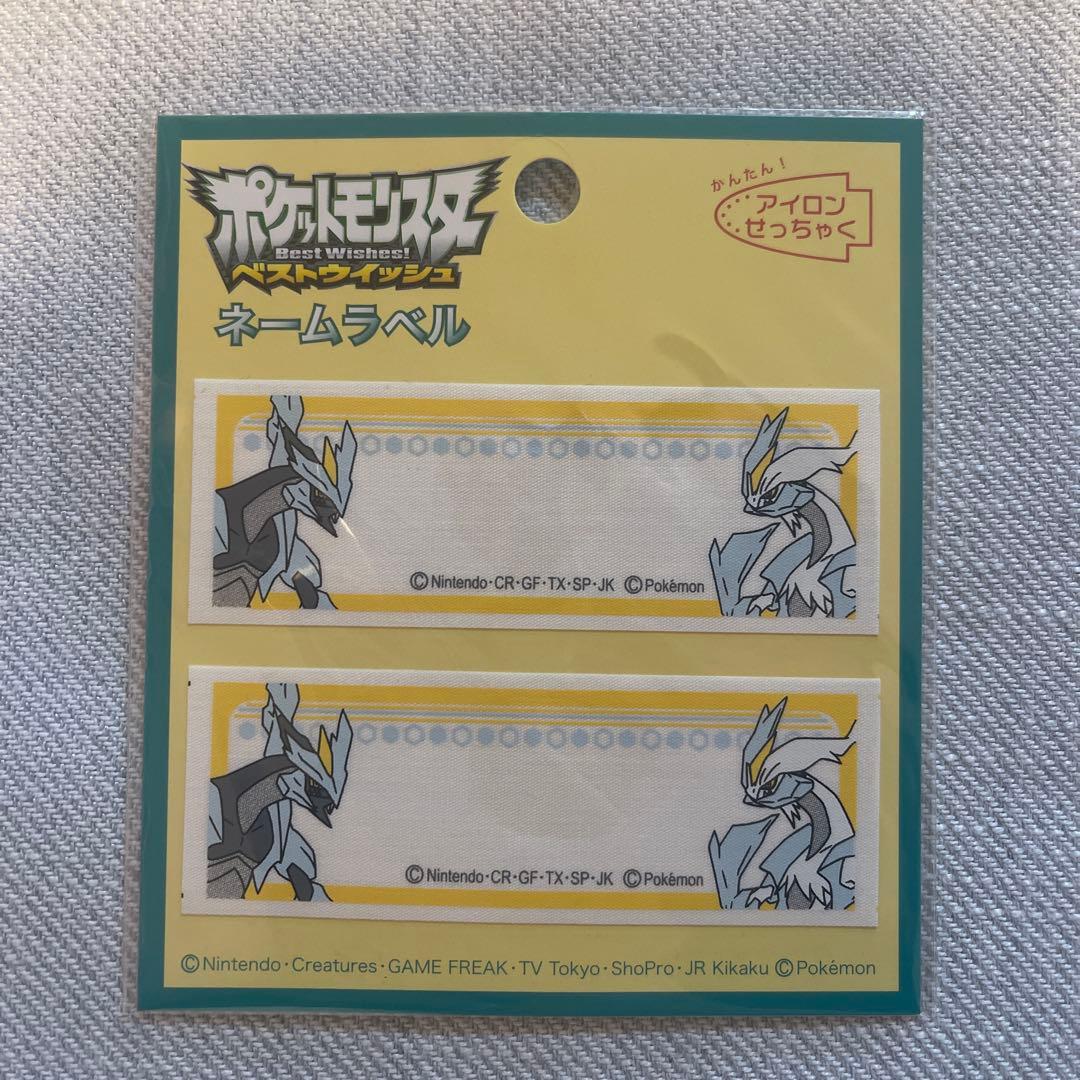 ポケットモンスター
Best Wishes!
ベストウイッシュ
ネームラベル
かんたん!
アイロン
せっちゃく
©Nintendo・CR・GF・TX・SP・JK ©Pokémon
©Nintendo・CR・GF・TX・SP・JK ©Pokémon
©Nintendo・Creatures・GAME FREAK・TV Tokyo・ShoPro・JR Kikaku ©Pokémon